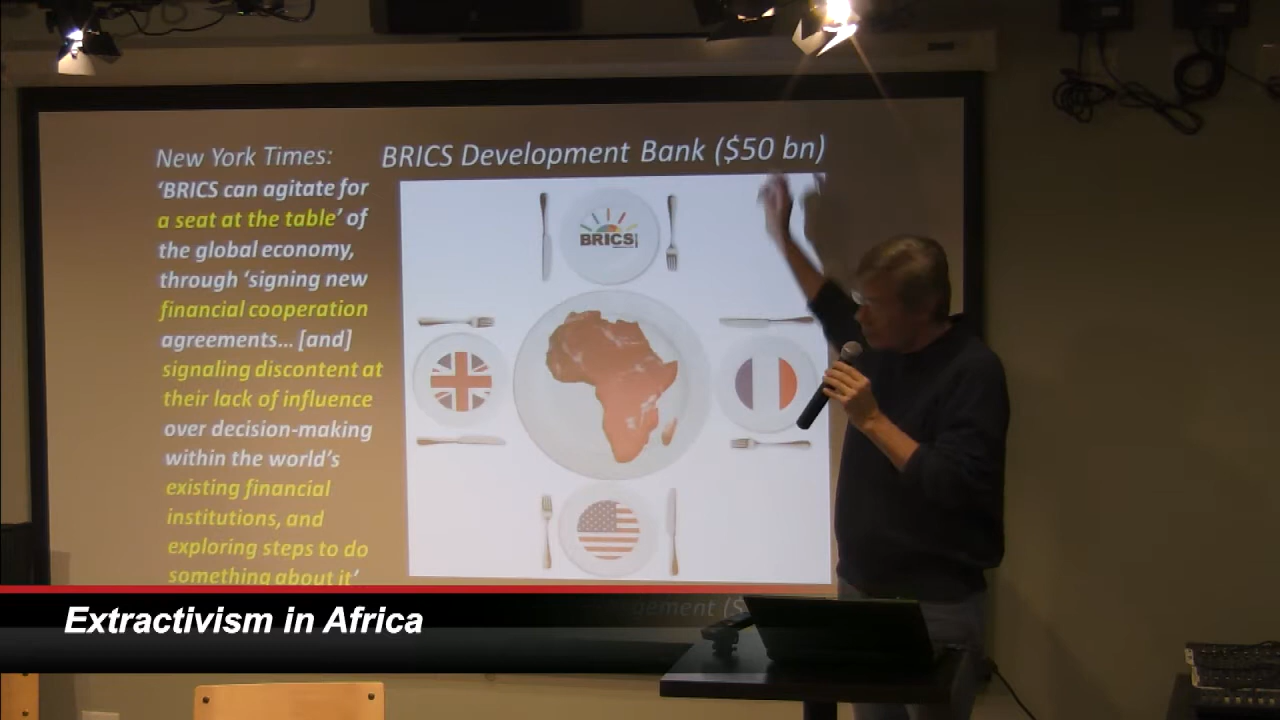 New York Times:
BRICS Development Bank ($50 bn)
'BRICS can agitate for
a seat at the table' of
the global economy,
through 'signing new
financial cooperation
agreements... [and]
signaling discontent at
their lack of influence
over decision-making
within the world's
existing financial
institutions, and
exploring steps to do
something about it'
BRICS
Extractivism in Africa